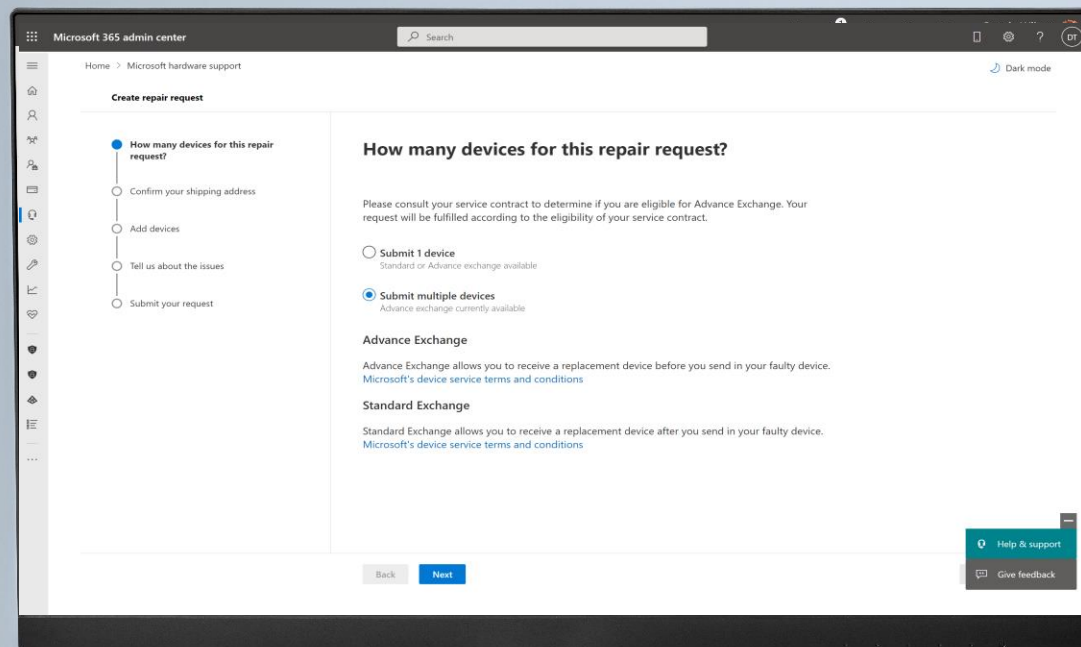 Microsoft 365 admin center
Search
DT
Home > Microsoft hardware support
Dark mode
Create repair request
How many devices for this repair
request?
Confirm your shipping address
Add devices
Tell us about the issues
Submit your request
How many devices for this repair request?
Please consult your service contract to determine if you are eligible for Advance Exchange. Your
request will be fulfilled according to the eligibility of your service contract.
Submit 1 device
Standard or Advance exchange available
Submit multiple devices
Advance exchange currently available
Advance Exchange
Advance Exchange allows you to receive a replacement device before you send in your faulty device.
Microsoft's device service terms and conditions
Standard Exchange
Standard Exchange allows you to receive a replacement device after you send in your faulty device.
Microsoft's device service terms and conditions
Back
Next
Help & support
Give feedback